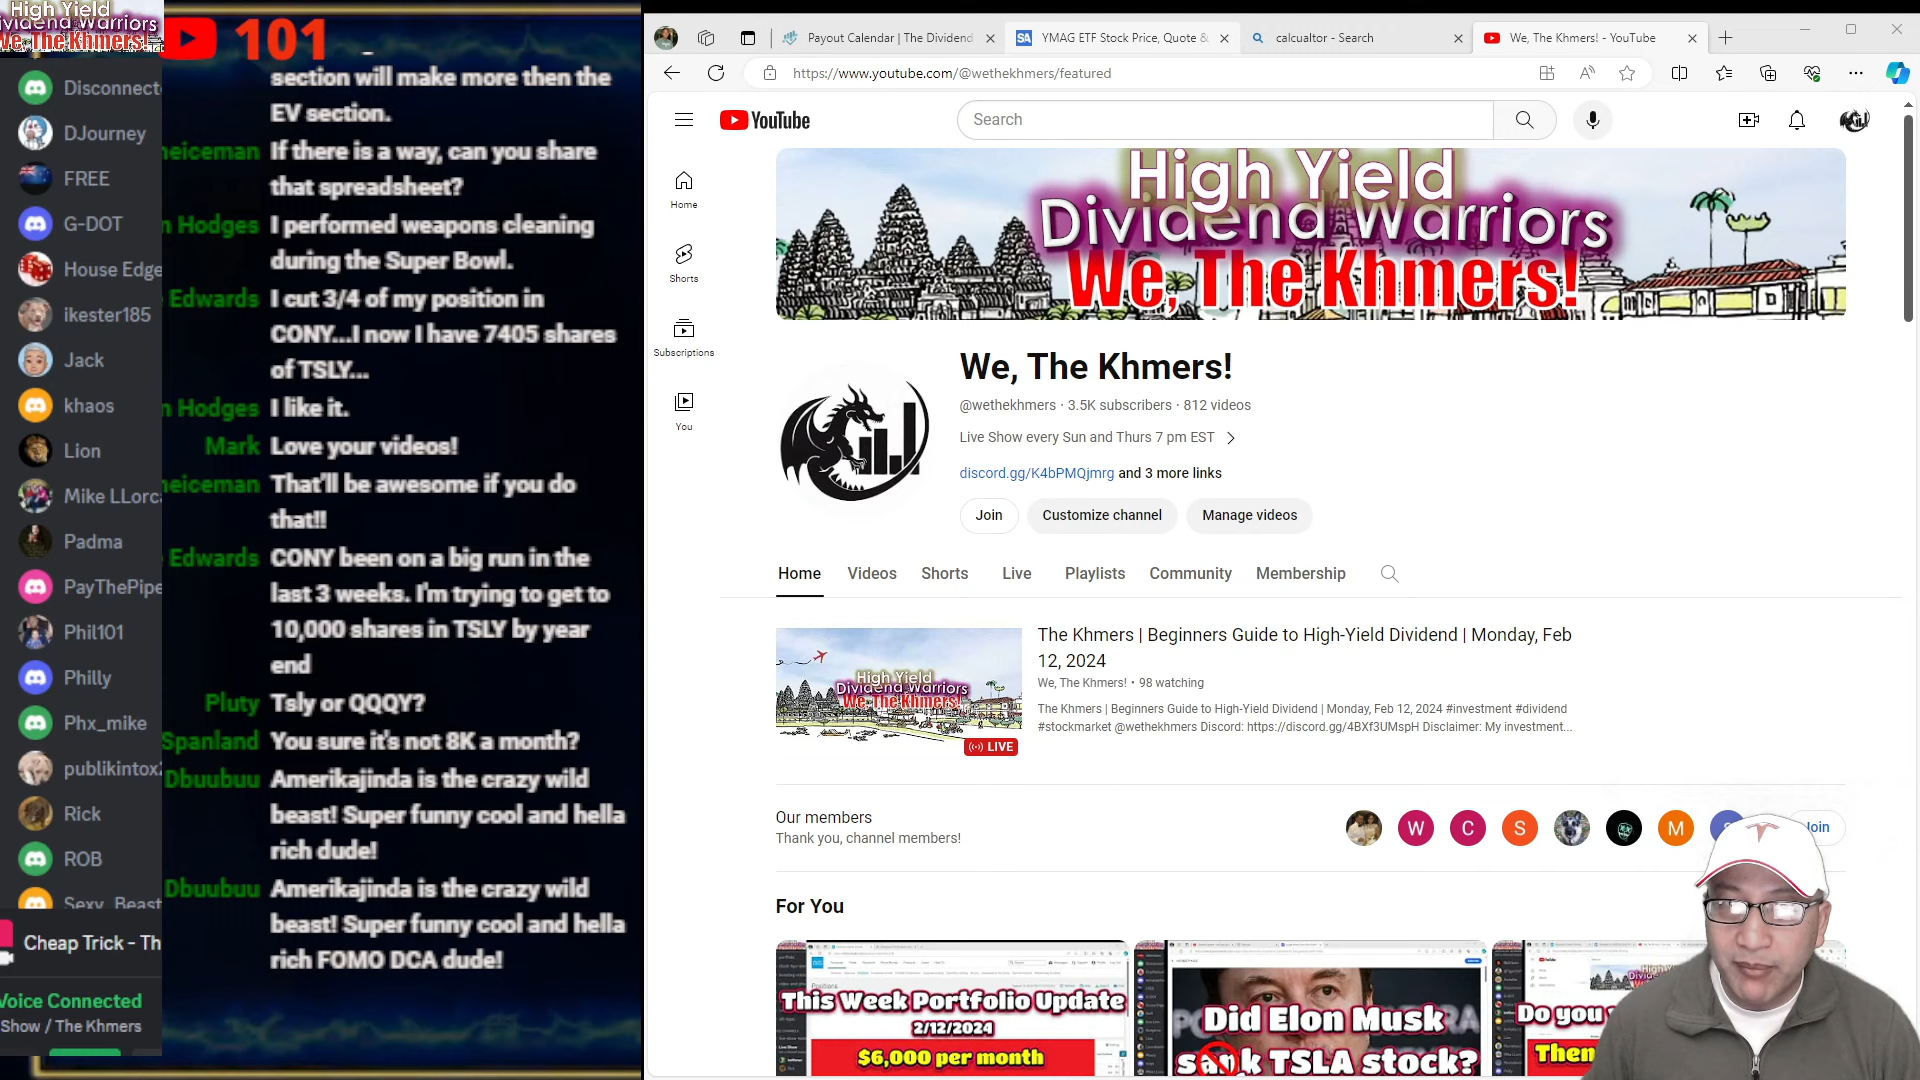 High Yield
Dividend Warriors
We, The Khmers!
101
Disconnect
DJourney
FREE
G-DOT
House Edge
ikester185
Jack
khaos
Lion
Mike LLorca
Padma
PayThePipe
Phil101
Philly
Phx_mike
publikintox
Rick
ROB
Sexy_Beast
Cheap Trick - Th
Voice Connected
Show / The Khmers
section will make more then the
EV section.
neiceman If there is a way, can you share
that spreadsheet?
n Hodges I performed weapons cleaning
during the Super Bowl.
Edwards I cut 3/4 of my position in
CONY...I now I have 7405 shares
of TSLY...
n Hodges I like it.
Mark Love your videos!
neiceman That'll be awesome if you do
that!!
Edwards CONY been on a big run in the
last 3 weeks. I'm trying to get to
10,000 shares in TSLY by year
end
Pluty Tsly or QQQY?
Spanland You sure it's not 8K a month?
Dbuubuu Amerikajinda is the crazy wild
beast! Super funny cool and hella
rich dude!
Dbuubuu Amerikajinda is the crazy wild
beast! Super funny cool and hella
rich FOMO DCA dude!
Payout Calendar | The Dividend
SA YMAG ETF Stock Price, Quote &
calcualtor - Search
We, The Khmers! - YouTube
https://www.youtube.com/@wethekhmers/featured
YouTube
Search
Home
Shorts
Subscriptions
You
High Yield
Dividend Warriors
We, The Khmers!
We, The Khmers!
@wethekhmers · 3.5K subscribers · 812 videos
Live Show every Sun and Thurs 7 pm EST
discord.gg/K4bPMQjmrg and 3 more links
Join
Customize channel
Manage videos
Home Videos Shorts Live Playlists Community Membership
High Yield
Dividend Warriors
We, The Khmers!
LIVE
The Khmers | Beginners Guide to High-Yield Dividend | Monday, Feb
12, 2024
We, The Khmers! • 98 watching
The Khmers | Beginners Guide to High-Yield Dividend | Monday, Feb 12, 2024 #investment #dividend
#stockmarket @wethekhmers Discord: https://discord.gg/4BXf3UMspH Disclaimer: My investment...
Our members
Thank you, channel members!
W C S M S
Join
For You
This Week Portfolio Update
2/12/2024
$6,000 per month
Did Elon Musk
sank TSLA stock?
Do you
Then